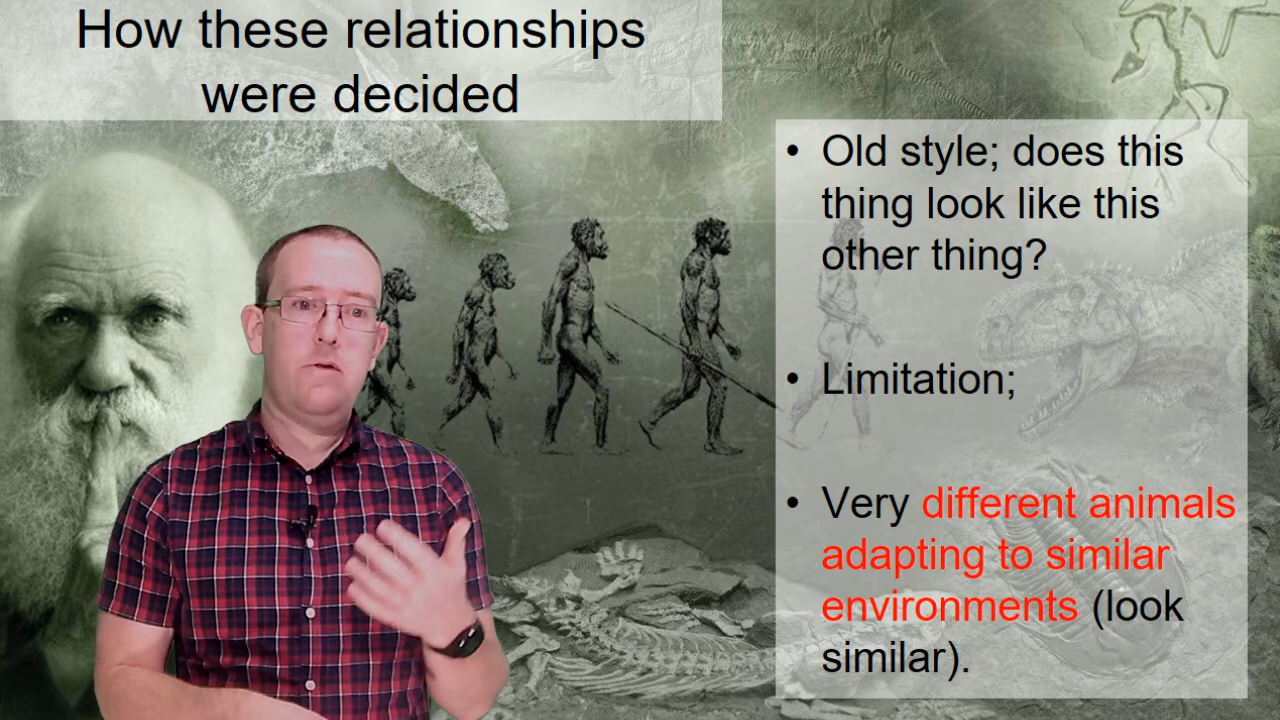 How these relationships
were decided
• Old style; does this
thing look like this
other thing?
• Limitation;
• Very different animals
adapting to similar
environments (look
similar).